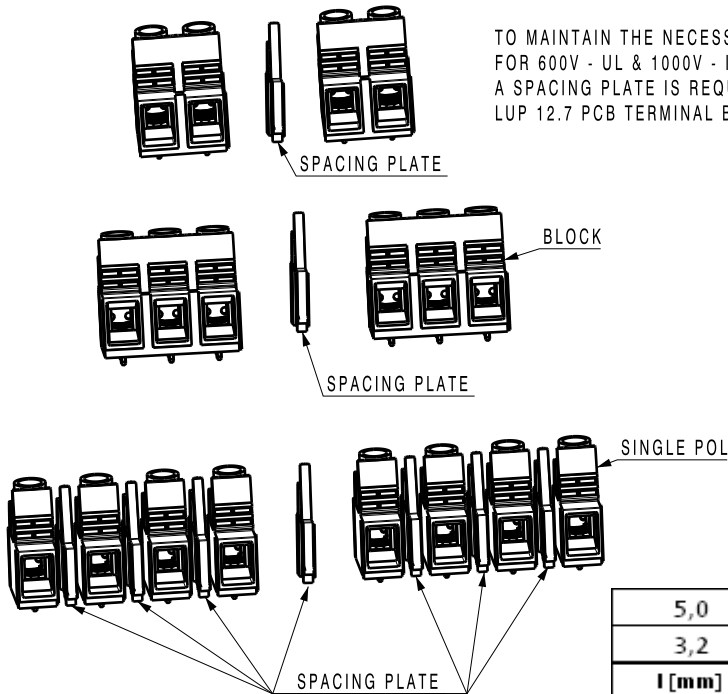 TO MAINTAIN THE NECESS
FOR 600V - UL & 1000V - I
A SPACING PLATE IS REQU
LUP 12.7 PCB TERMINAL B
SPACING PLATE
BLOCK
SPACING PLATE
SINGLE POL
SPACING PLATE
5,0
3,2
l [mm]